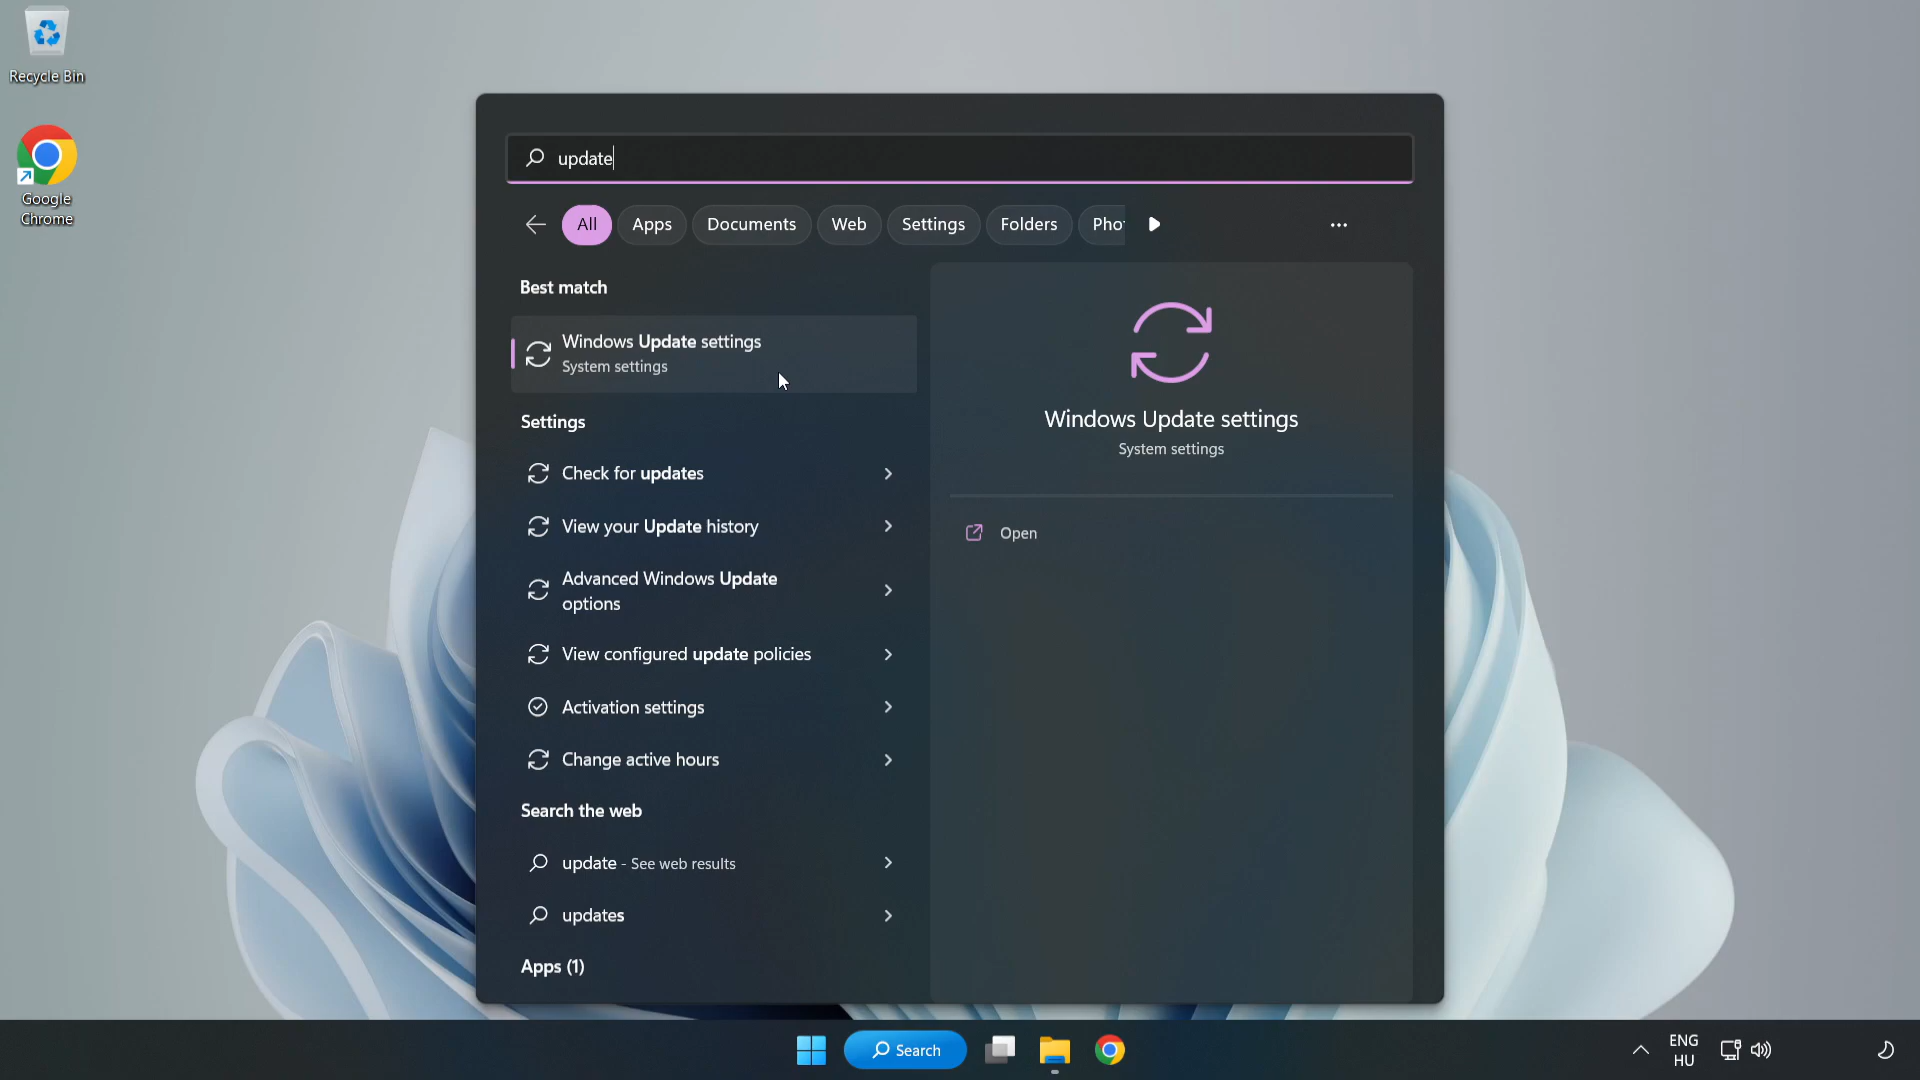 Recycle Bin
Google
Chrome
update
All
Apps
Documents
Web
Settings
Folders
Pho
Best match
Windows Update settings
System settings
Settings
Check for updates
View your Update history
Advanced Windows Update
options
View configured update policies
Activation settings
Change active hours
Search the web
update - See web results
updates
Apps (1)
Windows Update settings
System settings
Open
Search
ENG
HU